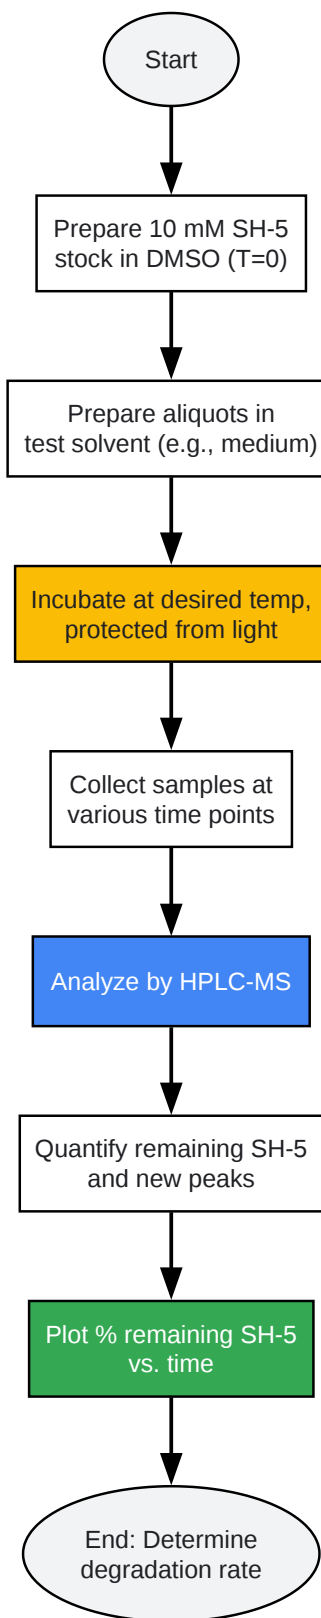 Start
Prepare 10 mM SH-5
stock in DMSO (T=0)
Prepare aliquots in
test solvent (e.g., medium)
Incubate at desired temp,
protected from light
Collect samples at
various time points
Analyze by HPLC-MS
Quantify remaining SH-5
and new peaks
Plot % remaining SH-5
vs. time
End: Determine
degradation rate